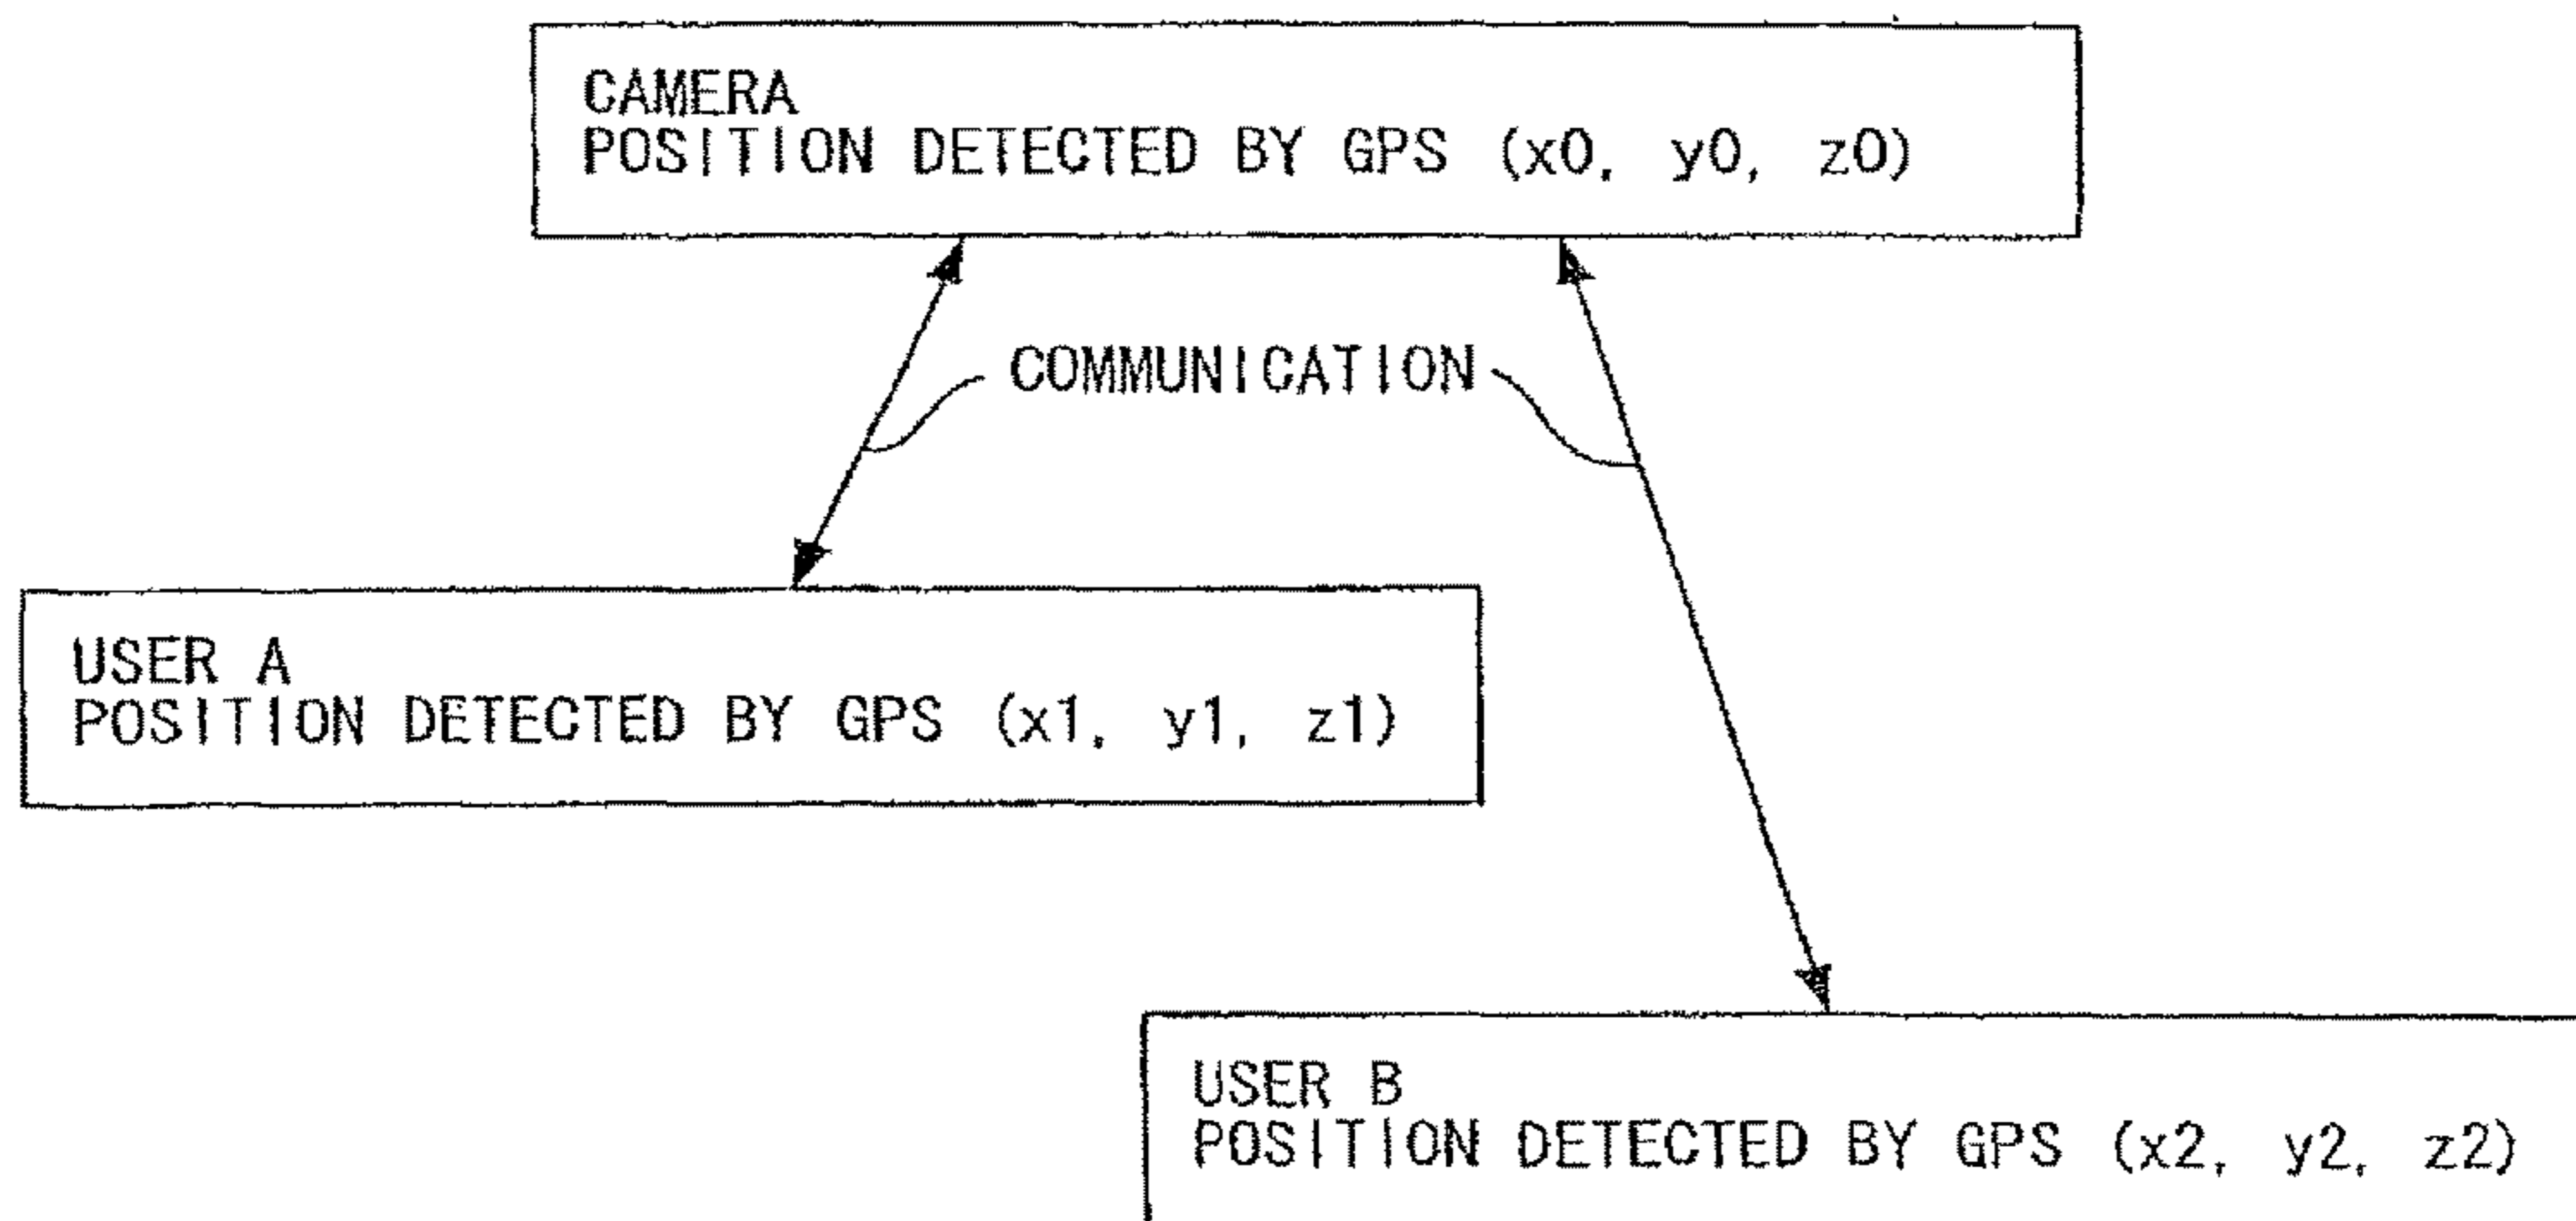 CAMERA
POSITION DETECTED BY GPS (x0, y0, z0)
COMMUNICATION
USER A
POSITION DETECTED BY GPS (x1, y1, z1)
USER B
POSITION DETECTED BY GPS (x2, y2, z2)